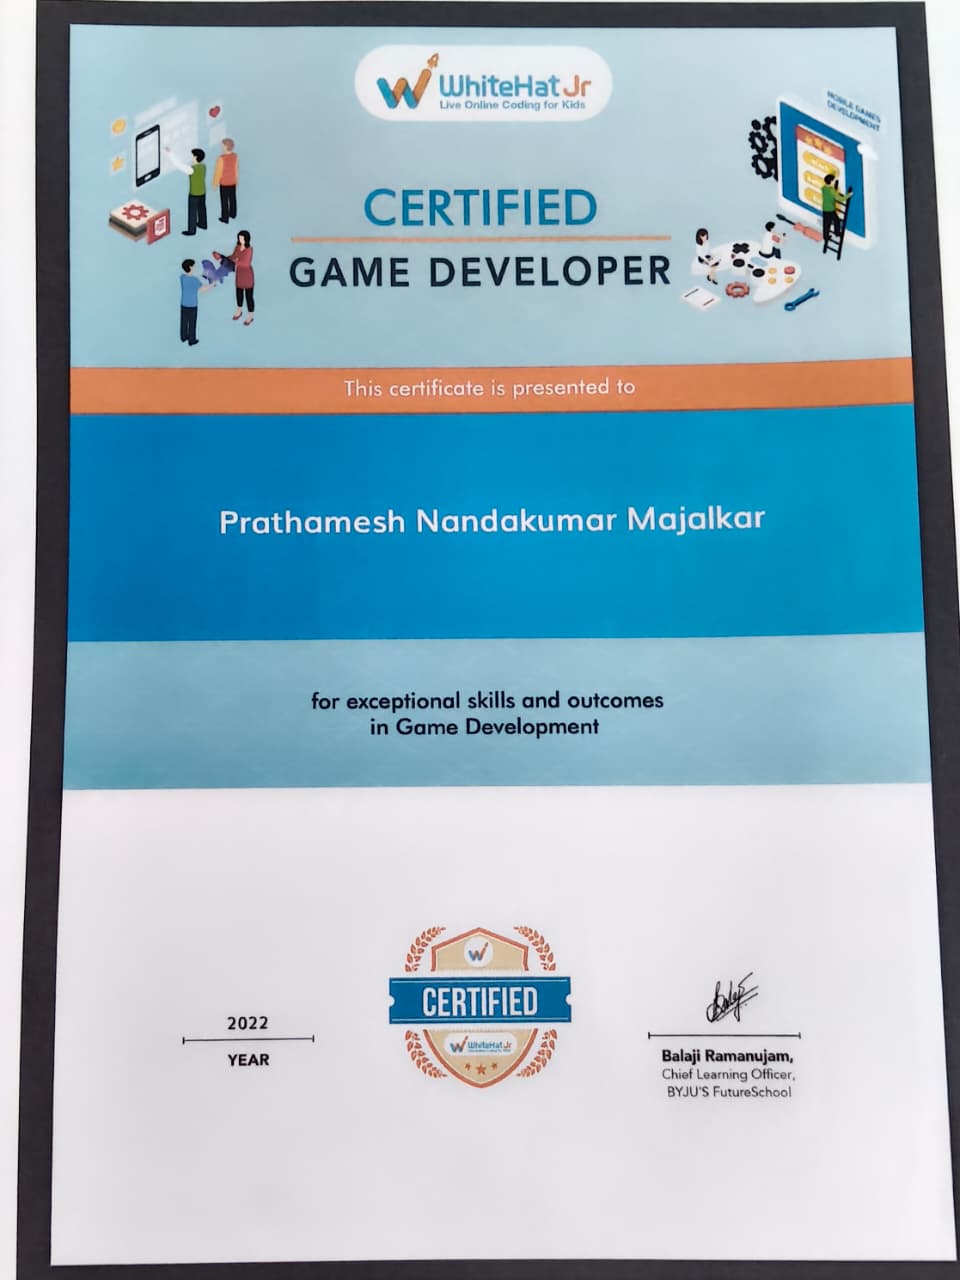 WhiteHat Jr
Live Online Coding for Kids
MOBILE GAMES
DEVELOPMENT
CERTIFIED
GAME DEVELOPER
This certificate is presented to
Prathamesh Nandakumar Majalkar
for exceptional skills and outcomes
in Game Development
2022
YEAR
W
CERTIFIED
WhiteHat Jr
Balaji Ramanujam,
Chief Learning Officer,
BYJU'S FutureSchool